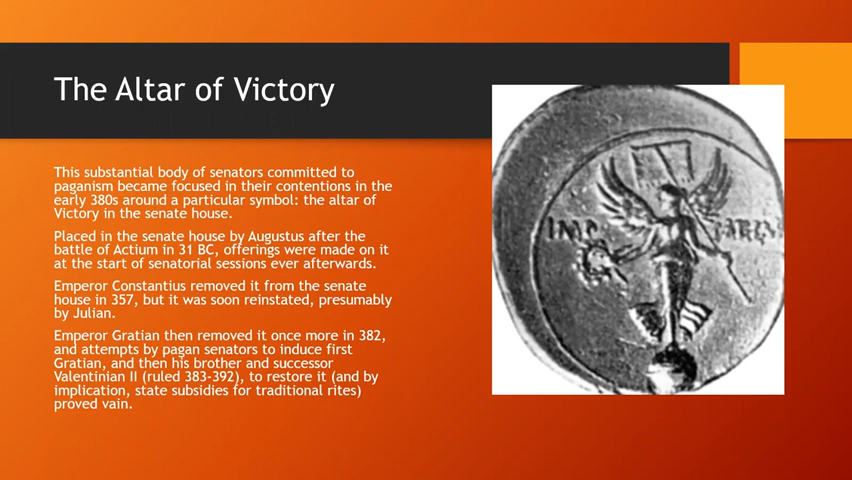 The Altar of Victory
This substantial body of senators committed to
paganism became focused in their contentions in the
early 380s around a particular symbol: the altar of
Victory in the senate house.
Placed in the senate house by Augustus after the
battle of Actium in 31 BC, offerings were made on it
at the start of senatorial sessions ever afterwards.
Emperor Constantius removed it from the senate
house in 357, but it was soon reinstated, presumably
by Julian.
Emperor Gratian then removed it once more in 382,
and attempts by pagan senators to induce first
Gratian, and then his brother and successor
Valentinian II (ruled 383-392), to restore it (and by
implication, state subsidies for traditional rites)
proved vain.
IMP